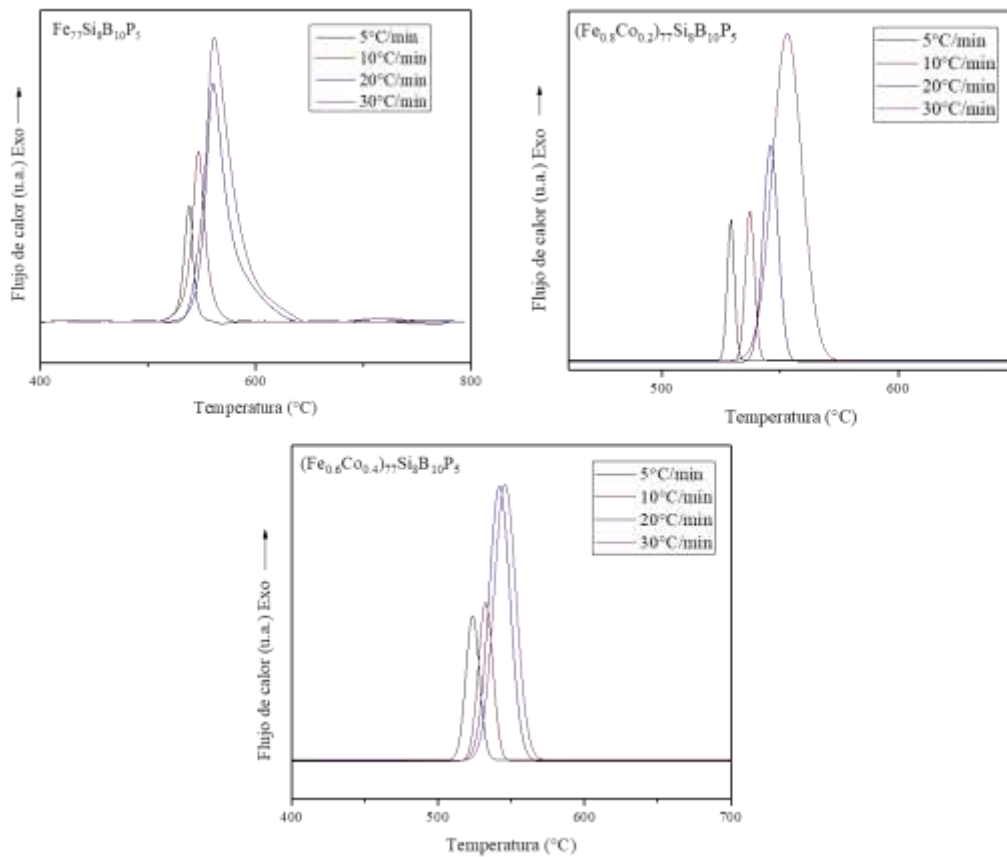 Fe₇₇Si₈B₁₀P₅
5°C/min
10°C/min
20°C/min
30°C/min
Flujo de calor (u.a.) Exo
400
600
800
Temperatura (°C)
(Fe₀.₈Co₀.₂)₇₇Si₈B₁₀P₅
5°C/min
10°C/min
20°C/min
30°C/min
Flujo de calor (u.a.) Exo
500
600
Temperatura (°C)
(Fe₀.₆Co₀.₄)₇₇Si₈B₁₀P₅
5°C/min
10°C/min
20°C/min
30°C/min
Flujo de calor (u.a.) Exo
400
500
600
700
Temperatura (°C)